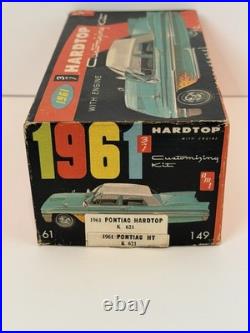 1961
3 in 1
HARDTOP
WITH ENGINE
Customizing Kit
1961
HARDTOP
WITH ENGINE
Customizing
Kit
amt
1961 PONTIAC HARDTOP
K 621
1961 PONTIAC HT
K 621
61
149